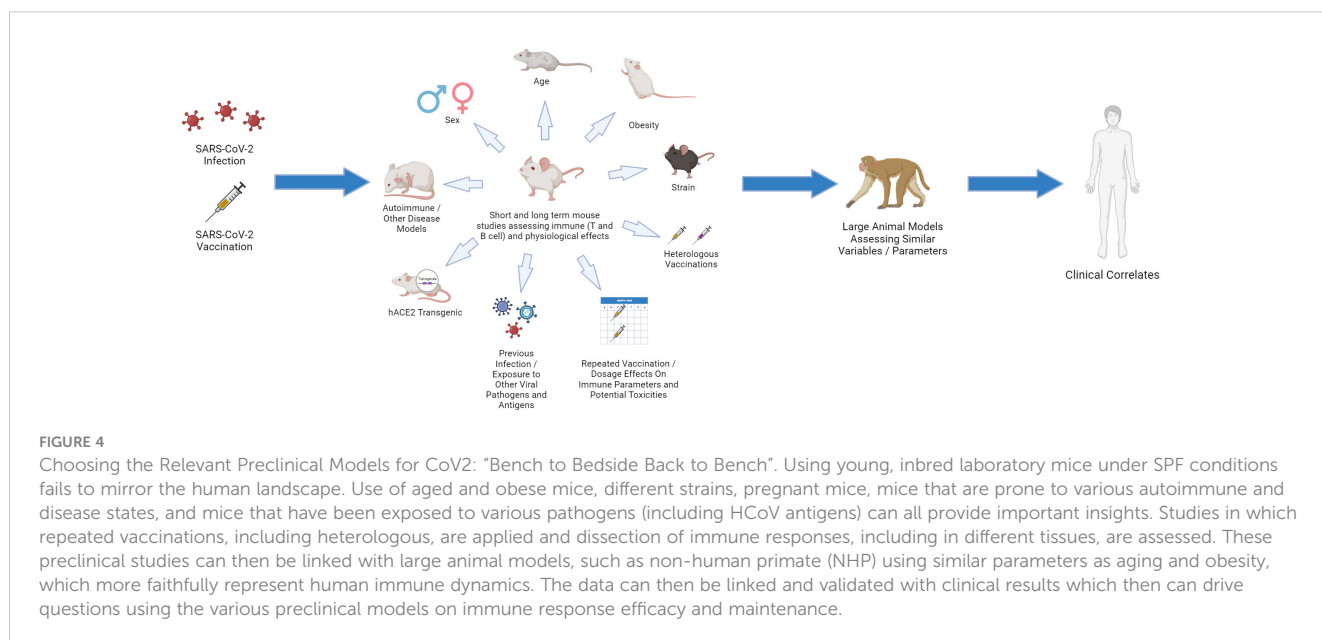 SARS-CoV-2
Infection
SARS-CoV-2
Vaccination
Sex
Age
Obesity
Strain
Autoimmune /
Other Disease
Models
Short and long term mouse
studies assessing immune (T and
B cell) and physiological effects
Heterologous
Vaccinations
hACE2 Transgenic
Previous
Infection /
Exposure to
Other Viral
Pathogens and
Antigens
Repeated Vaccination /
Dosage Effects On
Immune Parameters and
Potential Toxicities
Large Animal Models
Assessing Similar
Variables / Parameters
Clinical Correlates
FIGURE 4
Choosing the Relevant Preclinical Models for CoV2: “Bench to Bedside Back to Bench”. Using young, inbred laboratory mice under SPF conditions
fails to mirror the human landscape. Use of aged and obese mice, different strains, pregnant mice, mice that are prone to various autoimmune and
disease states, and mice that have been exposed to various pathogens (including HCoV antigens) can all provide important insights. Studies in which
repeated vaccinations, including heterologous, are applied and dissection of immune responses, including in different tissues, are assessed. These
preclinical studies can then be linked with large animal models, such as non-human primate (NHP) using similar parameters as aging and obesity,
which more faithfully represent human immune dynamics. The data can then be linked and validated with clinical results which then can drive
questions using the various preclinical models on immune response efficacy and maintenance.